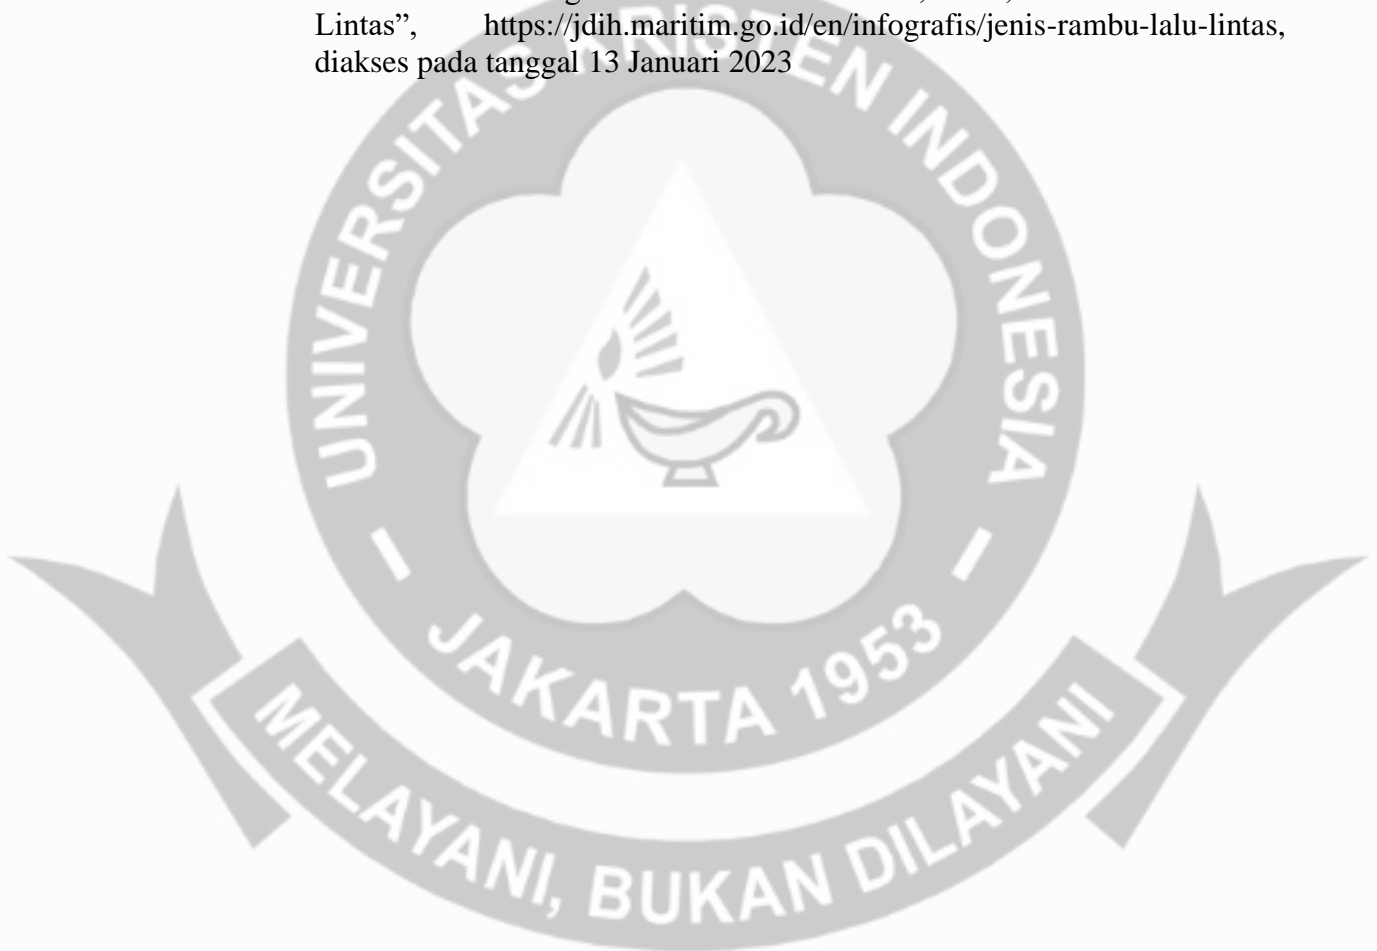 Lintas”, https://jdih.maritim.go.id/en/infografis/jenis-rambu-lalu-lintas,
diakses pada tanggal 13 Januari 2023
UNIVERSITAS KRISTEN INDONESIA
JAKARTA 1953
MELAYANI, BUKAN DILAYANI